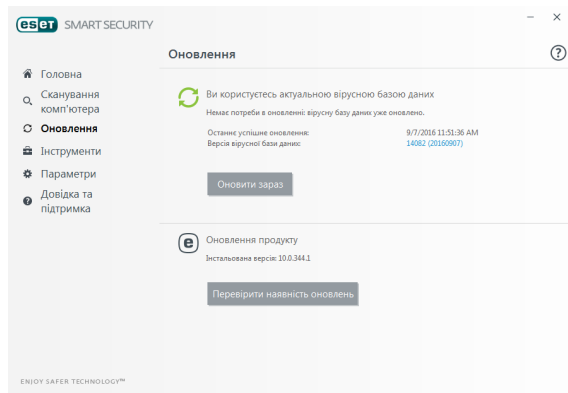 eset SMART SECURITY
Оновлення
?
Головна
Сканування
комп'ютера
Оновлення
Інструменти
Параметри
Довідка та
підтримка
Ви користуєтесь актуальною вірусною базою даних
Немає потреби в оновленні: вірусну базу даних уже оновлено.
Останнє успішне оновлення: 9/7/2016 11:51:36 AM
Версія вірусної бази даних: 14082 (20160907)
Оновити зараз
e Оновлення продукту
Інстальована версія: 10.0.344.1
Перевірити наявність оновлень
ENJOY SAFER TECHNOLOGY™